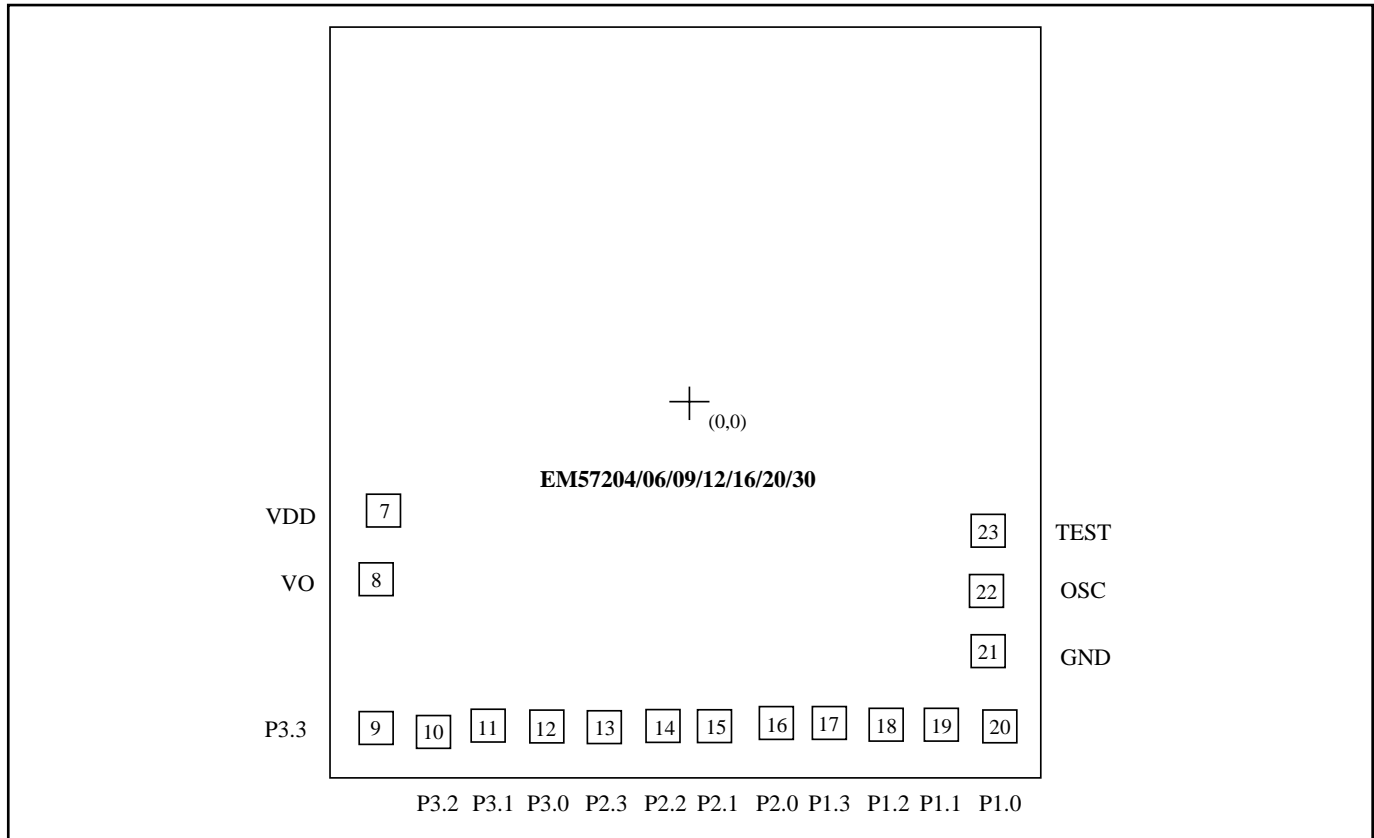 (0,0)
EM57204/06/09/12/16/20/30
VDD 7
23 TEST
VO 8
22 OSC
21 GND
P3.3 9 10 11 12 13 14 15 16 17 18 19 20
P3.2 P3.1 P3.0 P2.3 P2.2 P2.1 P2.0 P1.3 P1.2 P1.1 P1.0